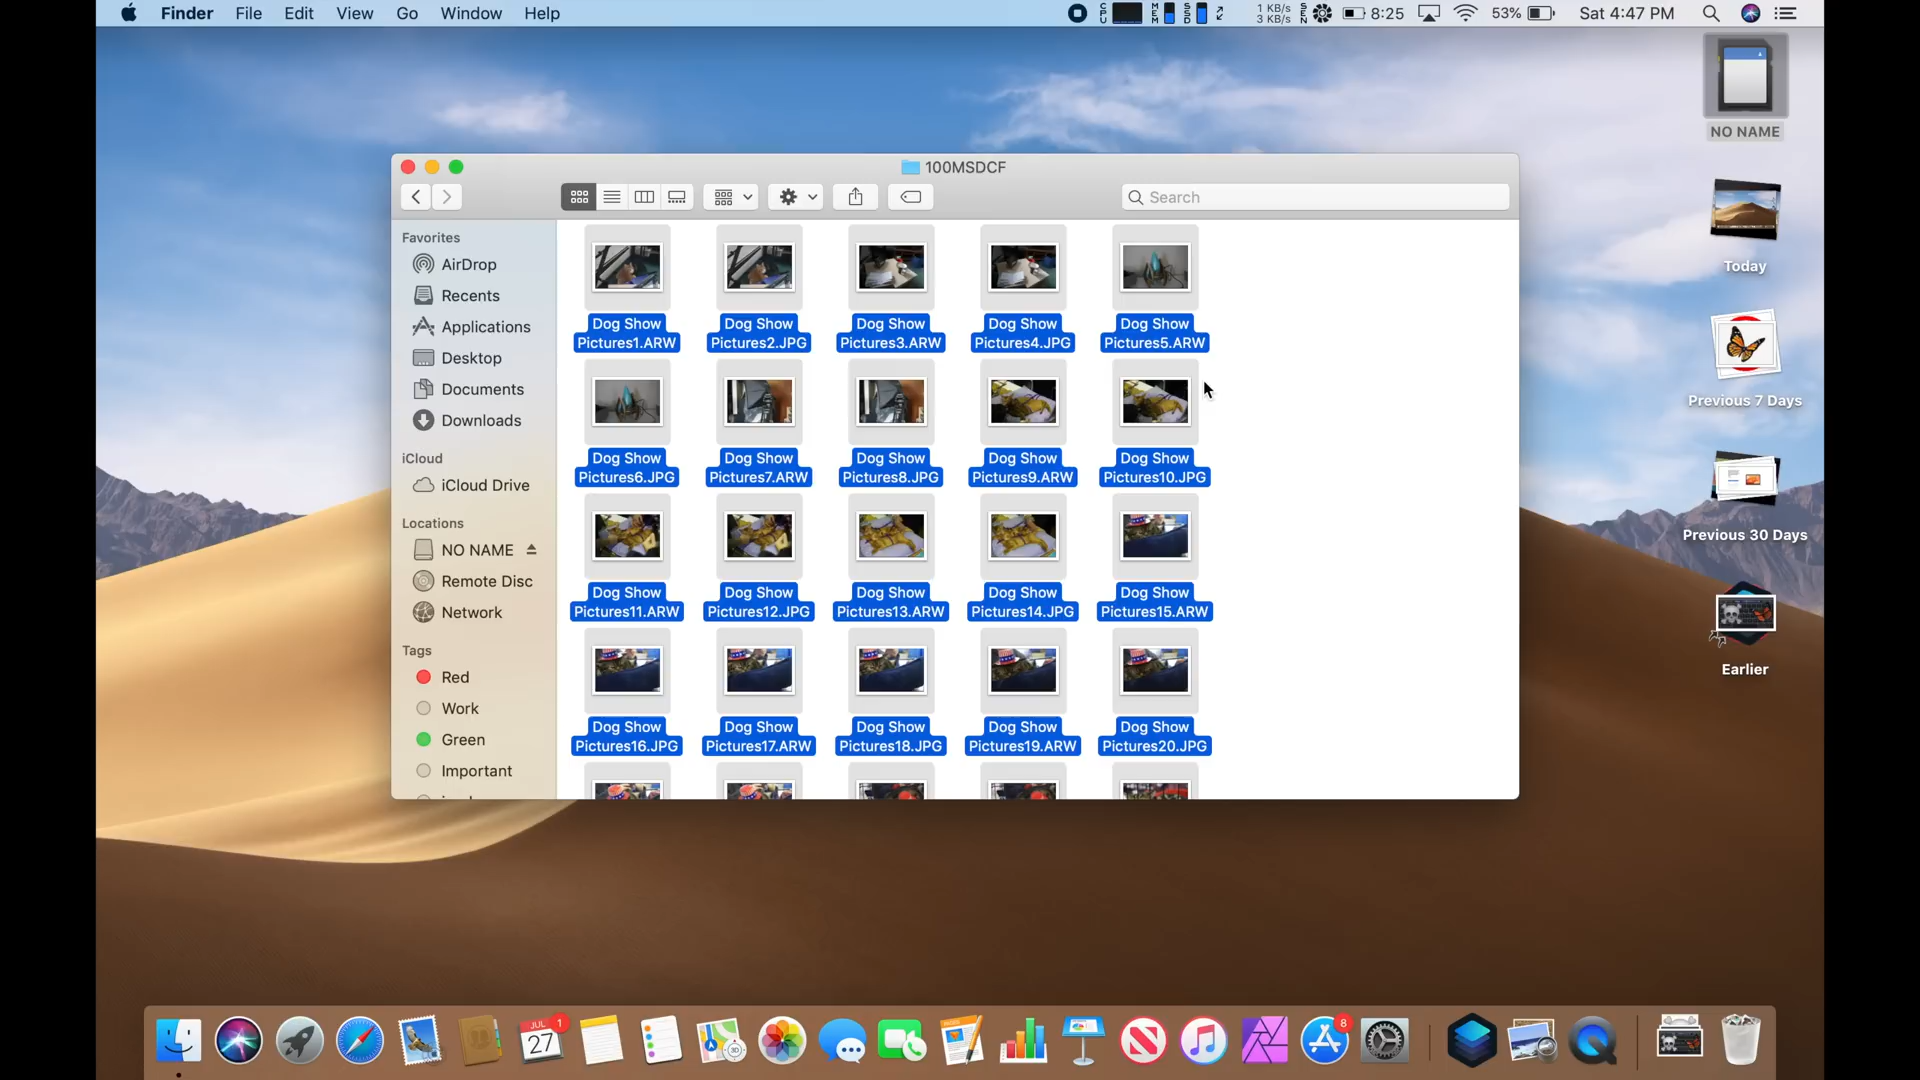 Finder File Edit View Go Window Help
CPU MEM SSD 1 KB/s 3 KB/s SEN 8:25 53% Sat 4:47 PM
NO NAME
100MSDCF
Search
Favorites
AirDrop
Recents
Applications
Desktop
Documents
Downloads
iCloud
iCloud Drive
Locations
NO NAME
Remote Disc
Network
Tags
Red
Work
Green
Important
Dog Show Dog Show Dog Show Dog Show Dog Show
Pictures1.ARW Pictures2.JPG Pictures3.ARW Pictures4.JPG Pictures5.ARW
Dog Show Dog Show Dog Show Dog Show Dog Show
Pictures6.JPG Pictures7.ARW Pictures8.JPG Pictures9.ARW Pictures10.JPG
Dog Show Dog Show Dog Show Dog Show Dog Show
Pictures11.ARW Pictures12.JPG Pictures13.ARW Pictures14.JPG Pictures15.ARW
Dog Show Dog Show Dog Show Dog Show Dog Show
Pictures16.JPG Pictures17.ARW Pictures18.JPG Pictures19.ARW Pictures20.JPG
Today
Previous 7 Days
Previous 30 Days
Earlier
JUL 1
27
3D
8